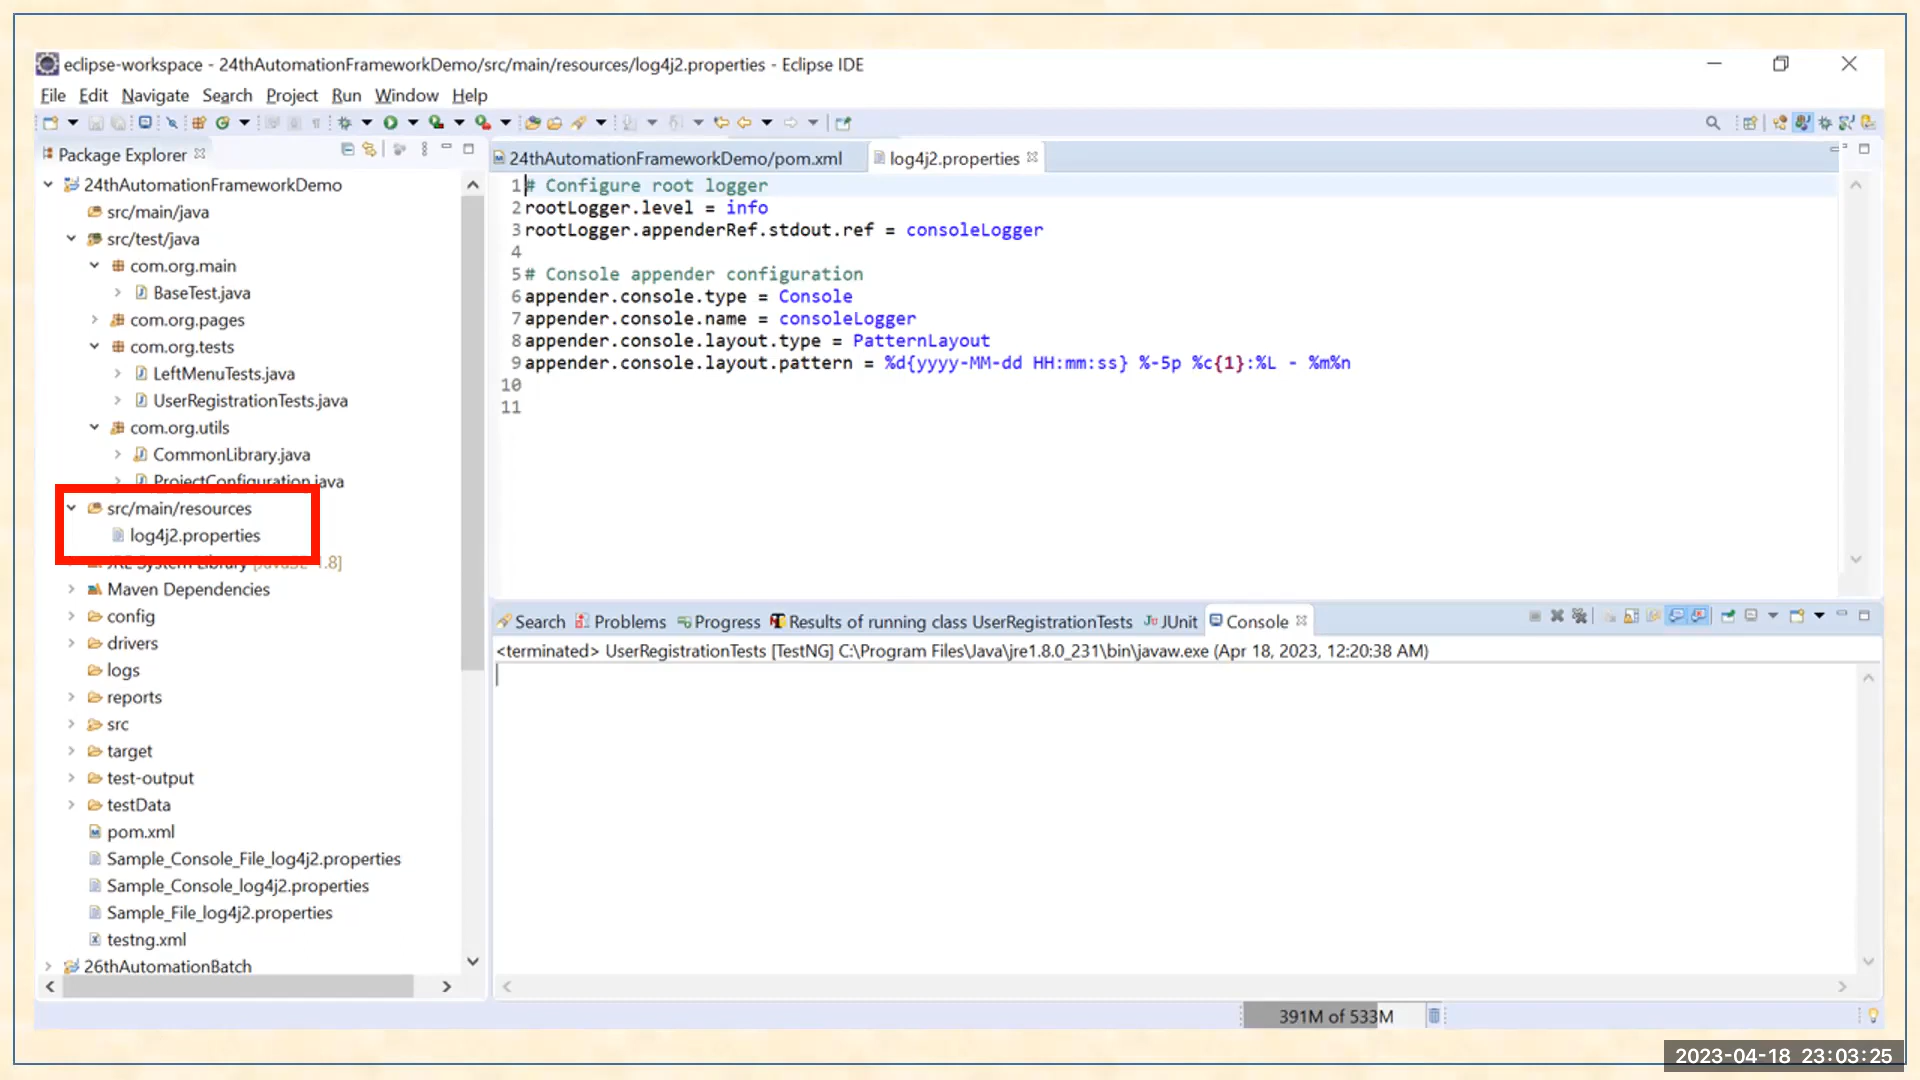 eclipse-workspace - 24thAutomationFrameworkDemo/src/main/resources/log4j2.properties - Eclipse IDE
File Edit Navigate Search Project Run Window Help
Package Explorer
24thAutomationFrameworkDemo
src/main/java
src/test/java
com.org.main
BaseTest.java
com.org.pages
com.org.tests
LeftMenuTests.java
UserRegistrationTests.java
com.org.utils
CommonLibrary.java
ProjectConfiguration.java
src/main/resources
log4j2.properties
JRE System Library [JavaSE-1.8]
Maven Dependencies
config
drivers
logs
reports
src
target
test-output
testData
pom.xml
Sample_Console_File_log4j2.properties
Sample_Console_log4j2.properties
Sample_File_log4j2.properties
testng.xml
26thAutomationBatch
24thAutomationFrameworkDemo/pom.xml log4j2.properties
1 # Configure root logger
2 rootLogger.level = info
3 rootLogger.appenderRef.stdout.ref = consoleLogger
4
5 # Console appender configuration
6 appender.console.type = Console
7 appender.console.name = consoleLogger
8 appender.console.layout.type = PatternLayout
9 appender.console.layout.pattern = %d{yyyy-MM-dd HH:mm:ss} %-5p %c{1}:%L - %m%n
10
11
Search Problems Progress Results of running class UserRegistrationTests JUnit Console
<terminated> UserRegistrationTests [TestNG] C:\Program Files\Java\jre1.8.0_231\bin\javaw.exe (Apr 18, 2023, 12:20:38 AM)
391M of 533M
2023-04-18 23:03:25